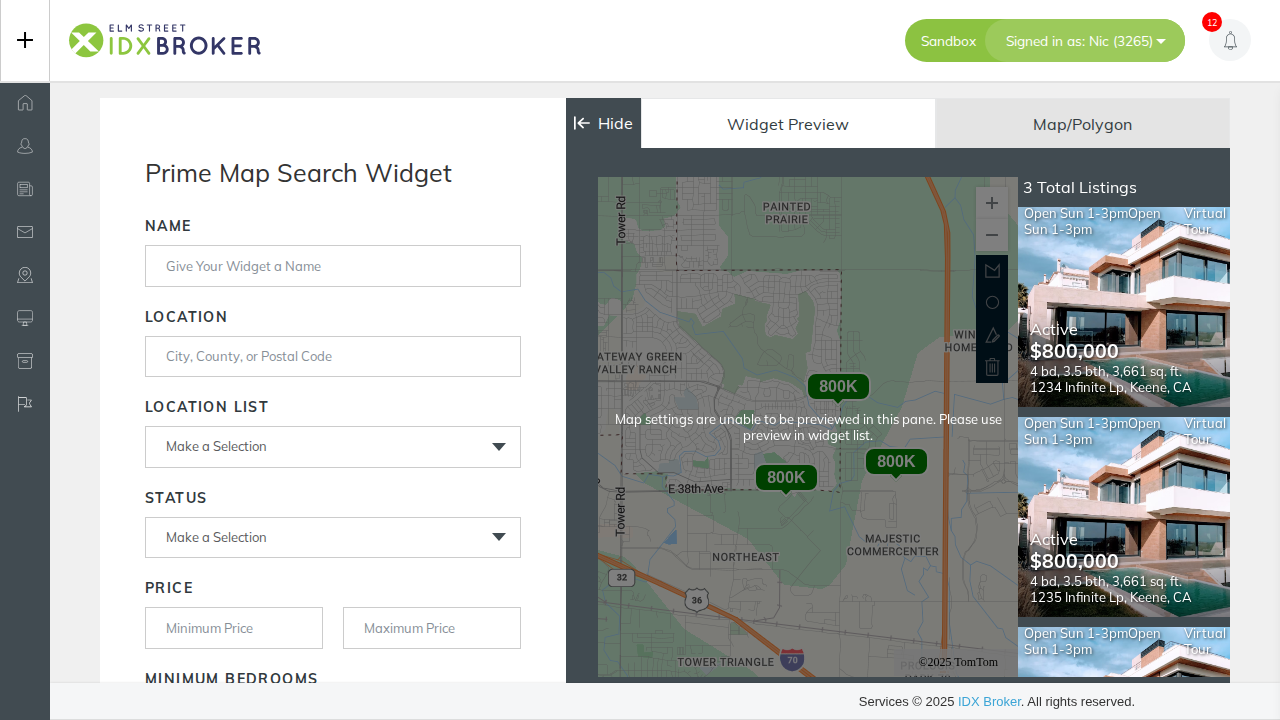 ELM STREET
IDXBROKER
Sandbox
Signed in as: Nic (3265)
12
Prime Map Search Widget
NAME
Give Your Widget a Name
LOCATION
City, County, or Postal Code
LOCATION LIST
Make a Selection
STATUS
Make a Selection
PRICE
Minimum Price
Maximum Price
MINIMUM BEDROOMS
Hide
Widget Preview
Map/Polygon
Tower Rd
PAINTED
PRAIRIE
ATEWAY GREEN
VALLEY RANCH
800K
Map settings are unable to be previewed in this pane. Please use
preview in widget list.
800K
800K
E 38th Ave
Tower Rd
MAJESTIC
COMMERCENTER
NORTHEAST
32
36
TOWER TRIANGLE
70
©2025 TomTom
3 Total Listings
Open Sun 1-3pmOpen
Sun 1-3pm
Virtual
Tour
Active
$800,000
4 bd, 3.5 bth, 3,661 sq. ft.
1234 Infinite Lp, Keene, CA
Open Sun 1-3pmOpen
Sun 1-3pm
Virtual
Tour
Active
$800,000
4 bd, 3.5 bth, 3,661 sq. ft.
1235 Infinite Lp, Keene, CA
Open Sun 1-3pmOpen
Sun 1-3pm
Virtual
Tour
Services © 2025 IDX Broker. All rights reserved.